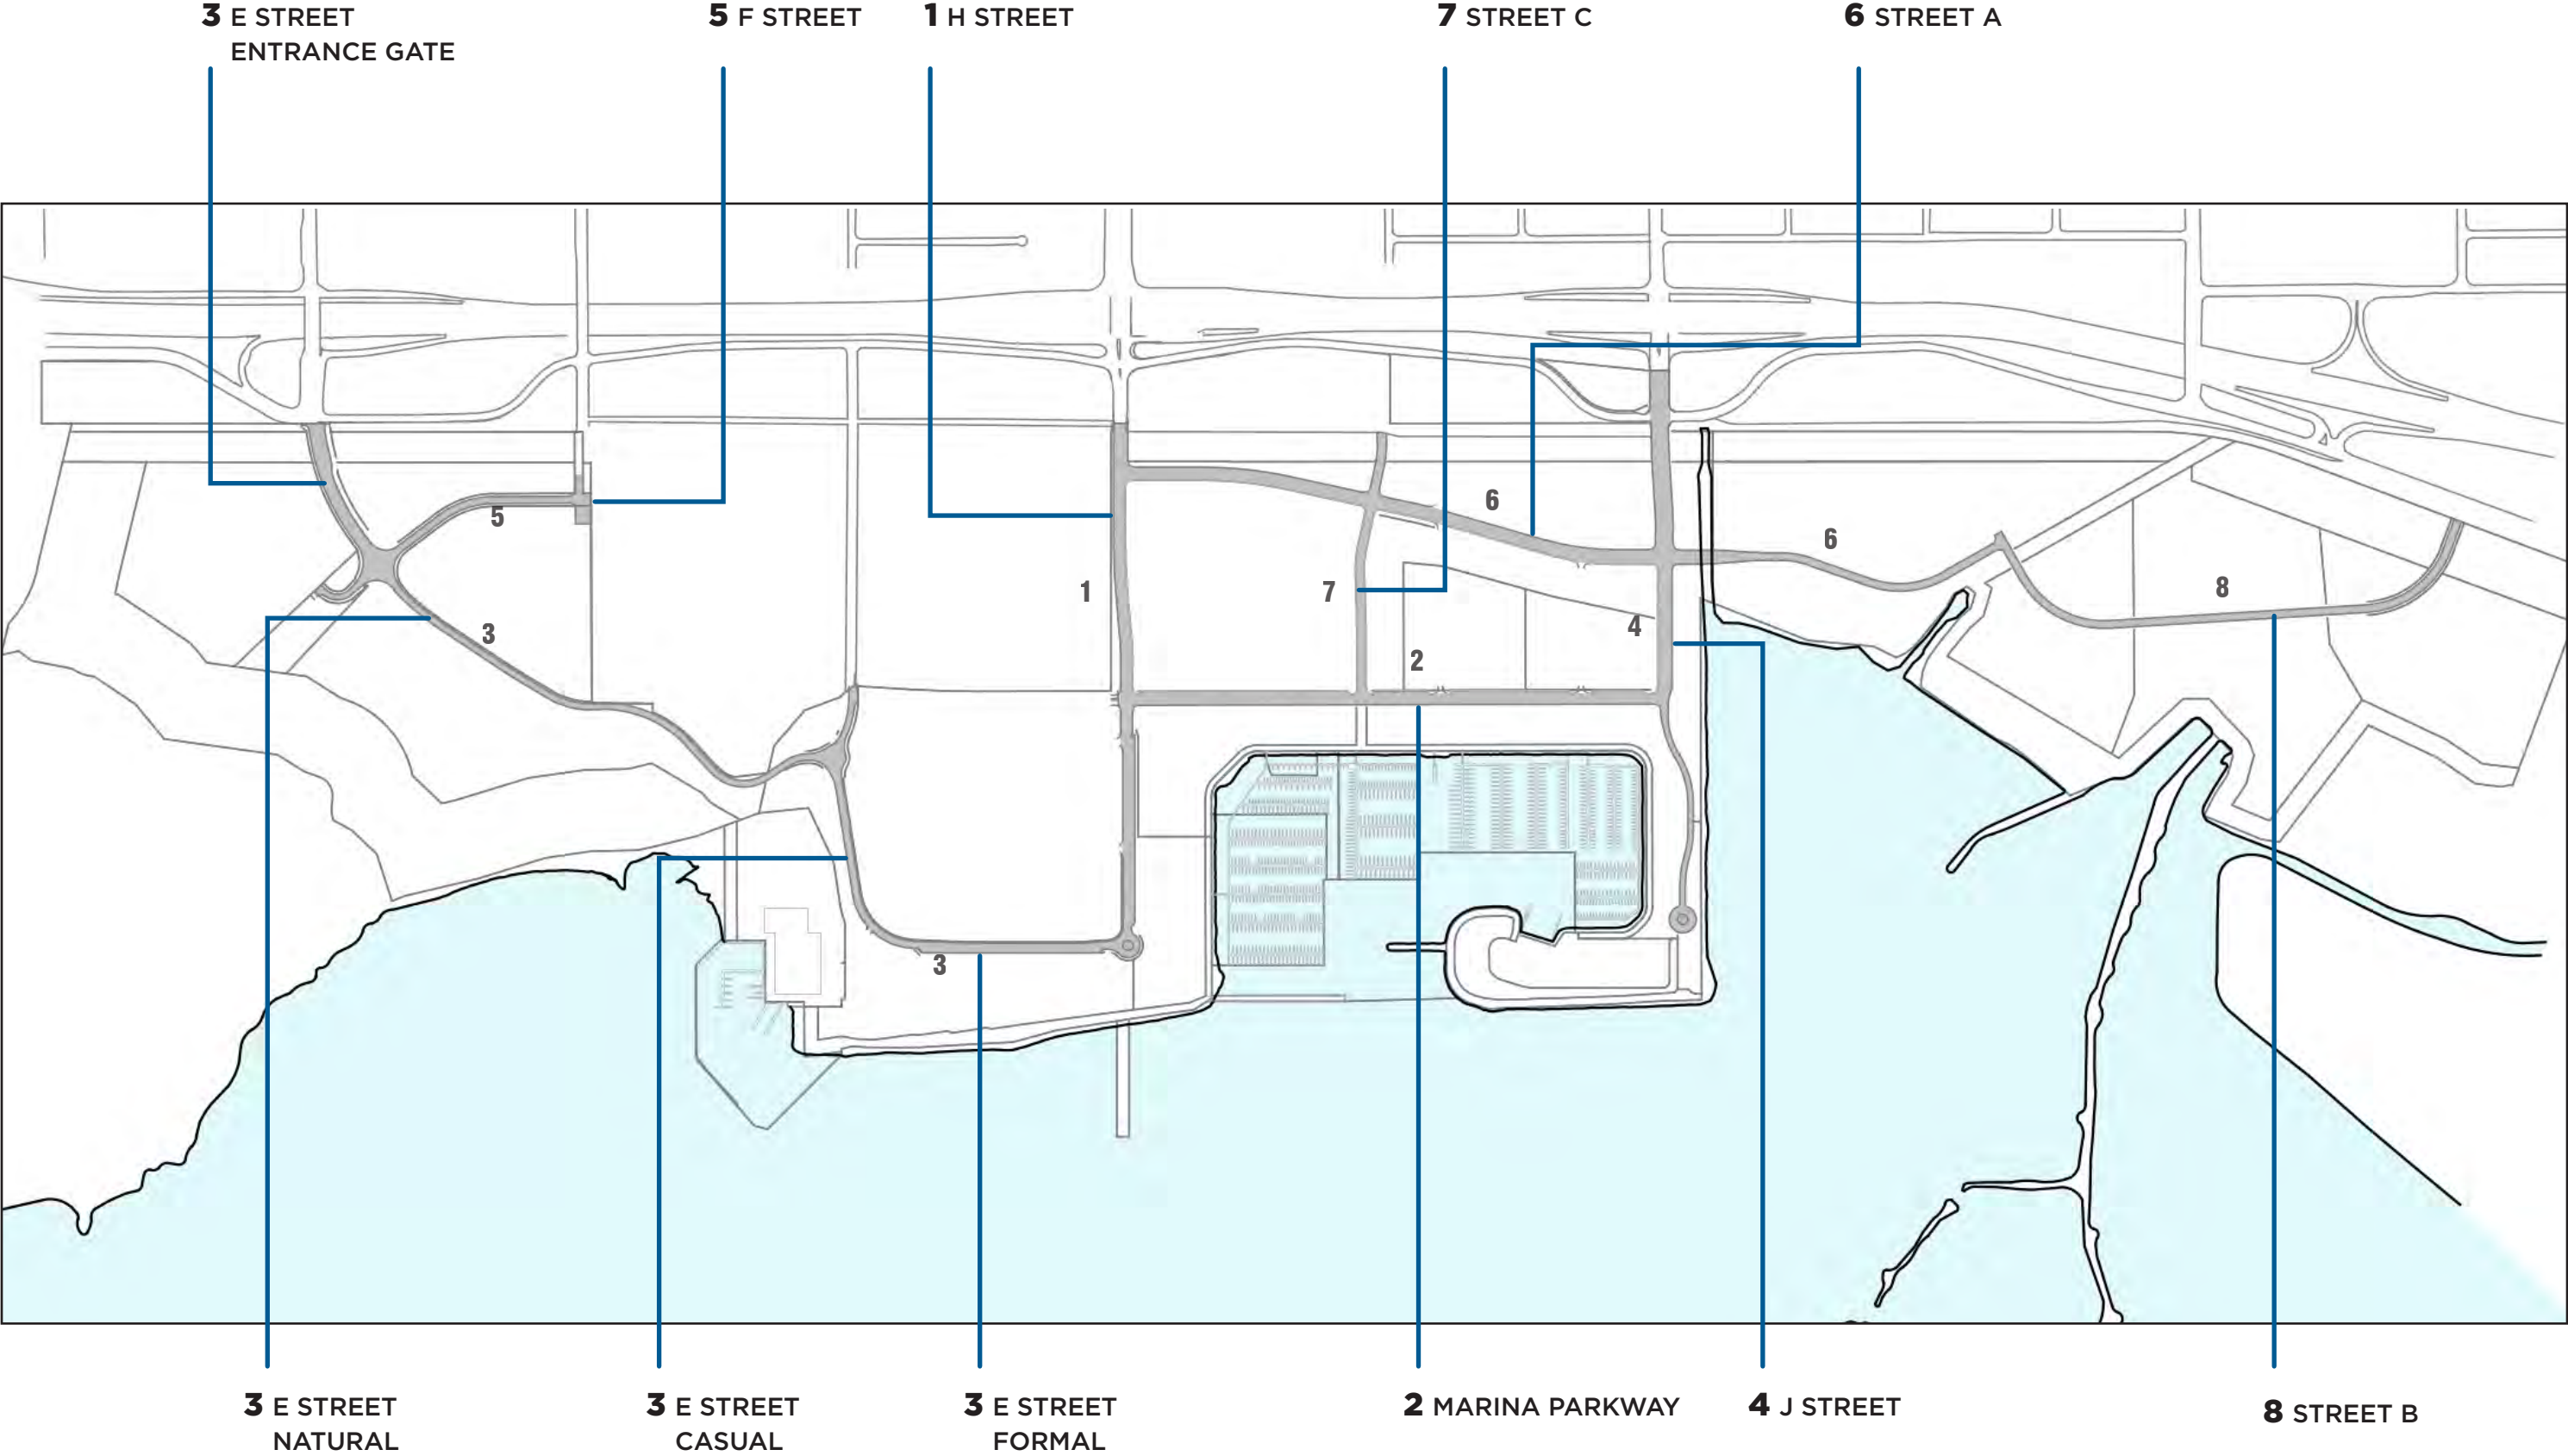 3 E STREET
ENTRANCE GATE
5 F STREET
1 H STREET
7 STREET C
6 STREET A
6
5
6
8
1
7
3
4
2
3
3 E STREET
NATURAL
3 E STREET
CASUAL
3 E STREET
FORMAL
2 MARINA PARKWAY
4 J STREET
8 STREET B